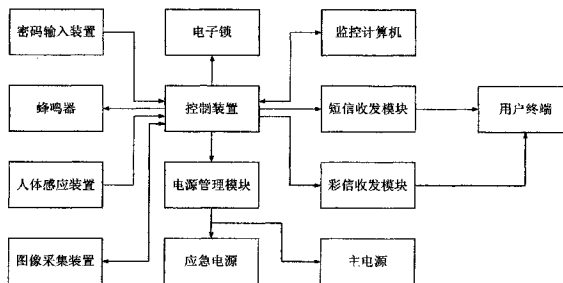 密码输入装置
电子锁
监控计算机
蜂鸣器
控制装置
短信收发模块
用户终端
人体感应装置
电源管理模块
彩信收发模块
图像采集装置
应急电源
主电源